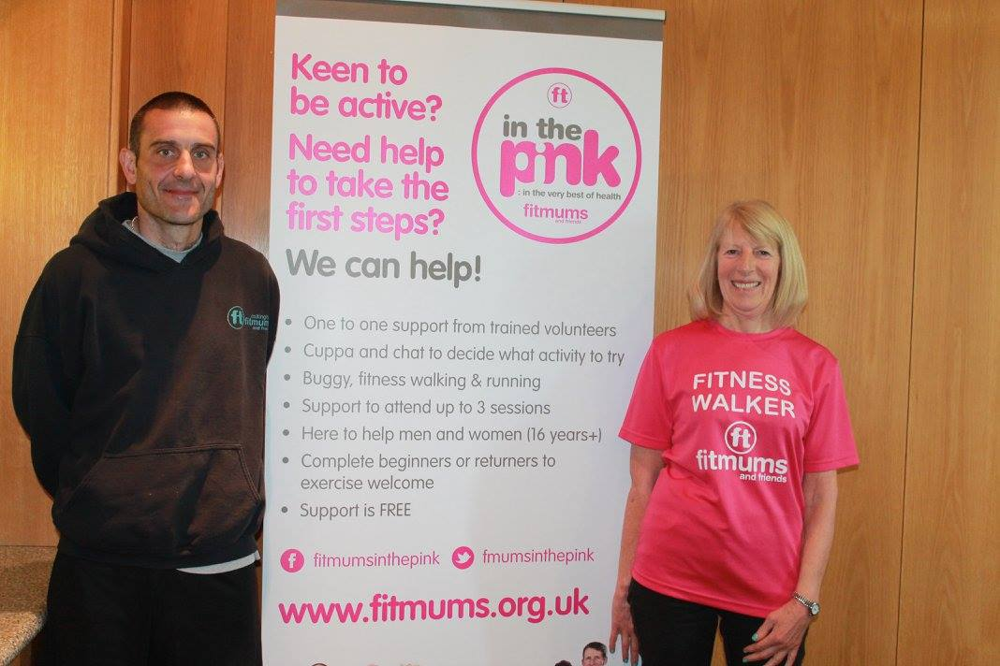 Keen to
be active?
Need help
to take the
first steps?
We can help!
ft
in the
pink
: in the very best of health
fitmums
and friends
• One to one support from trained volunteers
• Cuppa and chat to decide what activity to try
• Buggy, fitness walking & running
• Support to attend up to 3 sessions
• Here to help men and women (16 years+)
• Complete beginners or returners to
exercise welcome
• Support is FREE
f fitmumsinthepink fmumsinthepink
www.fitmums.org.uk
ft
fitmums
FITNESS
WALKER
ft
fitmums
and friends